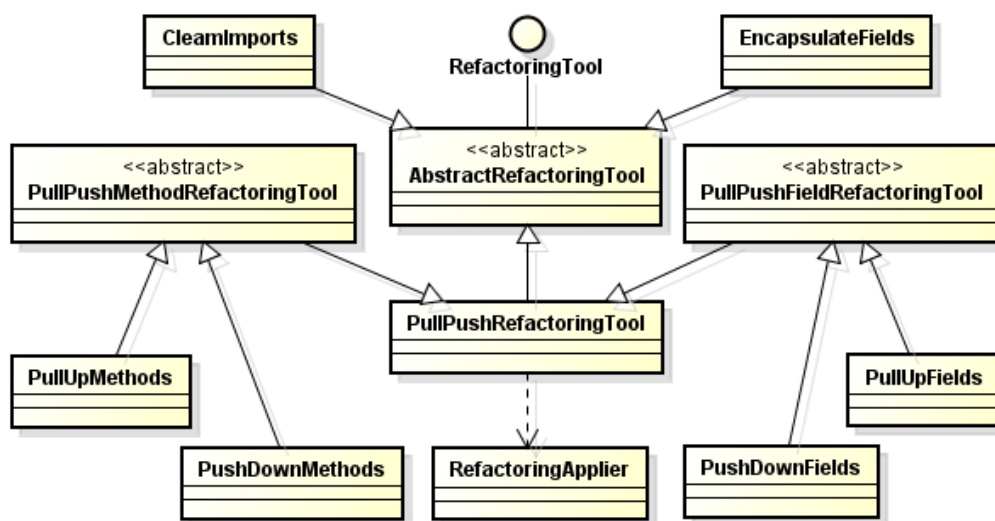 CleamImports
RefactoringTool
EncapsulateFields
<<abstract>>
PullPushMethodRefactoringTool
<<abstract>>
AbstractRefactoringTool
<<abstract>>
PullPushFieldRefactoringTool
PullPushRefactoringTool
PullUpMethods
PullUpFields
PushDownMethods
RefactoringApplier
PushDownFields